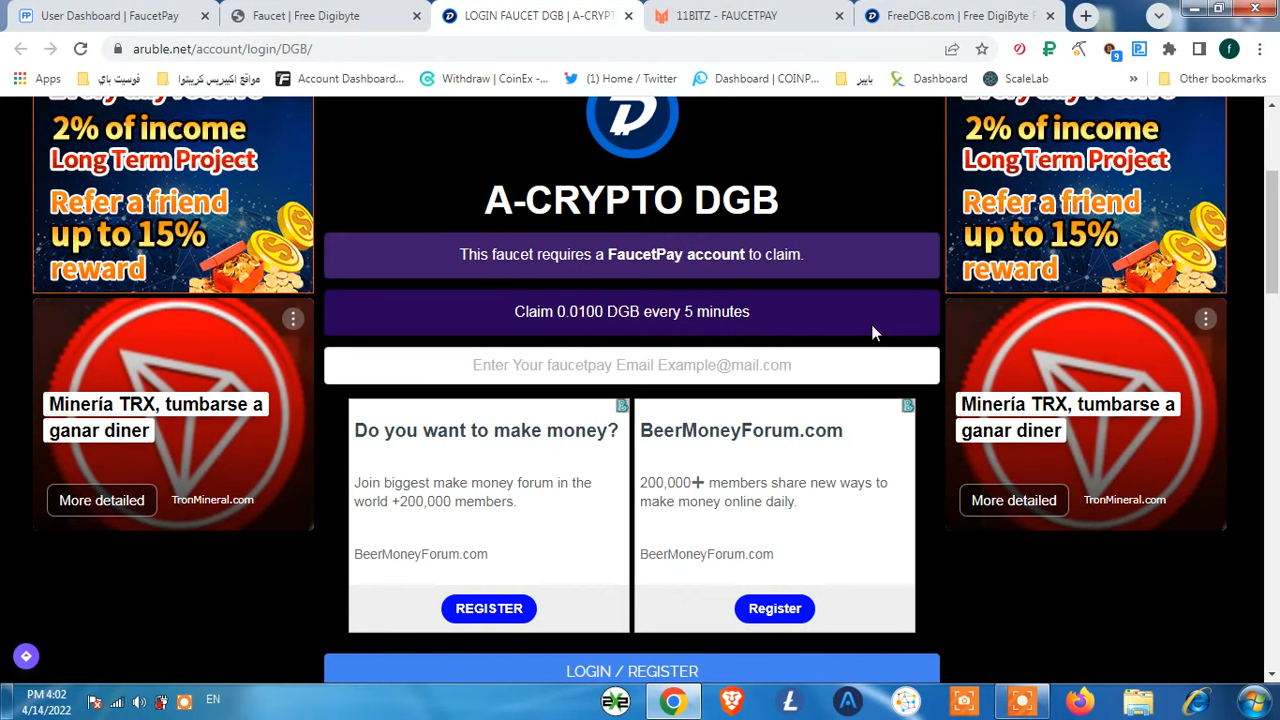 User Dashboard | FaucetPay
Faucet | Free Digibyte
LOGIN FAUCET DGB | A-CRYPT
11BITZ - FAUCETPAY
FreeDGB.com | Free DigiByte F
aruble.net/account/login/DGB/
9
f
Apps
فوسيت باي
مواقع اكسبريس كريبتوا
Account Dashboard...
Withdraw | CoinEx -...
(1) Home / Twitter
Dashboard | COINP...
بايير
Dashboard
ScaleLab
»
Other bookmarks
2% of income
Long Term Project
Refer a friend
up to 15%
reward
Minería TRX, tumbarse a
ganar diner
More detailed
TronMineral.com
A-CRYPTO DGB
This faucet requires a FaucetPay account to claim.
Claim 0.0100 DGB every 5 minutes
Enter Your faucetpay Email Example@mail.com
Do you want to make money?
Join biggest make money forum in the
world +200,000 members.
BeerMoneyForum.com
REGISTER
BeerMoneyForum.com
200,000+ members share new ways to
make money online daily.
BeerMoneyForum.com
Register
LOGIN / REGISTER
2% of income
Long Term Project
Refer a friend
up to 15%
reward
Minería TRX, tumbarse a
ganar diner
More detailed
TronMineral.com
PM 4:02
4/14/2022
EN